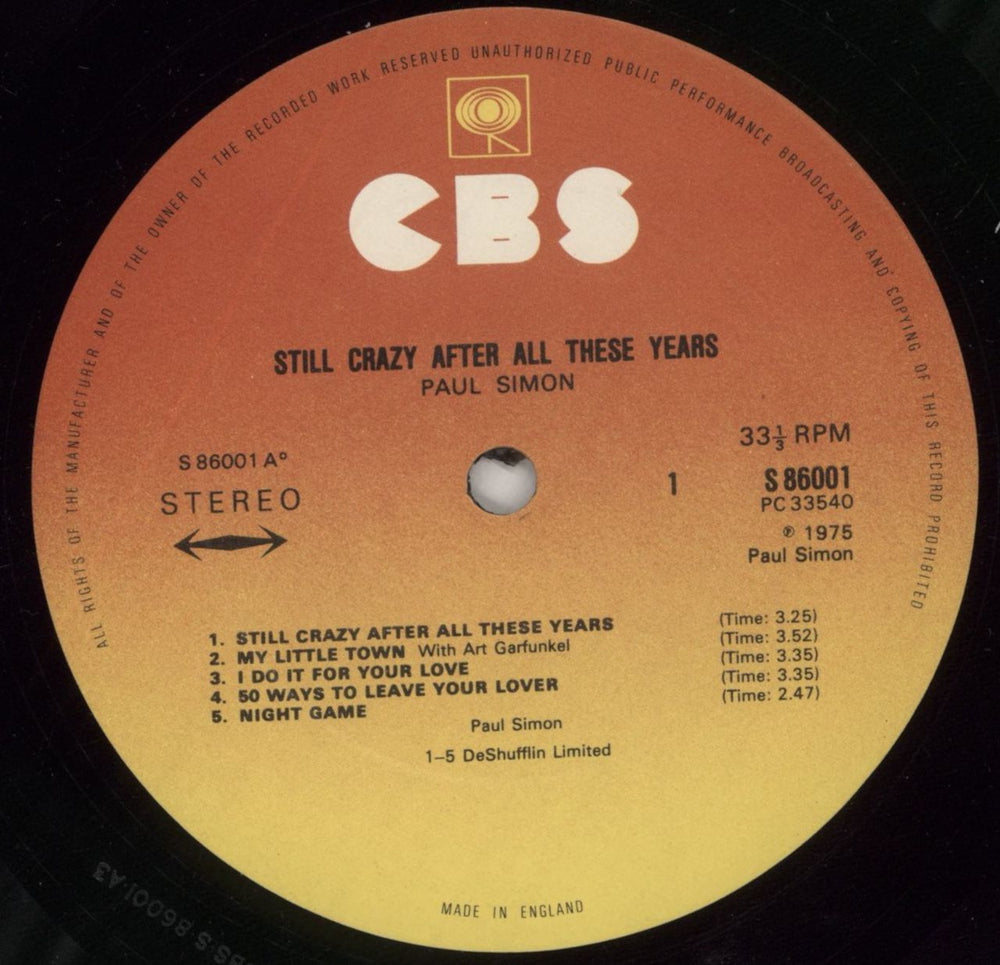 ALL RIGHTS OF THE MANUFACTURER AND OF THE OWNER OF THE RECORDED WORK RESERVED UNAUTHORIZED PUBLIC PERFORMANCE BROADCASTING AND COPYING OF THIS RECORD PROHIBITED
CBS
STILL CRAZY AFTER ALL THESE YEARS
PAUL SIMON
33⅓ RPM
S 86001 A°
1 S 86001
STEREO
PC 33540
℗ 1975
Paul Simon
1. STILL CRAZY AFTER ALL THESE YEARS (Time: 3.25)
2. MY LITTLE TOWN With Art Garfunkel (Time: 3.52)
3. I DO IT FOR YOUR LOVE (Time: 3.35)
4. 50 WAYS TO LEAVE YOUR LOVER (Time: 3.35)
5. NIGHT GAME (Time: 2.47)
Paul Simon
1–5 DeShufflin Limited
MADE IN ENGLAND
S 86001 A3